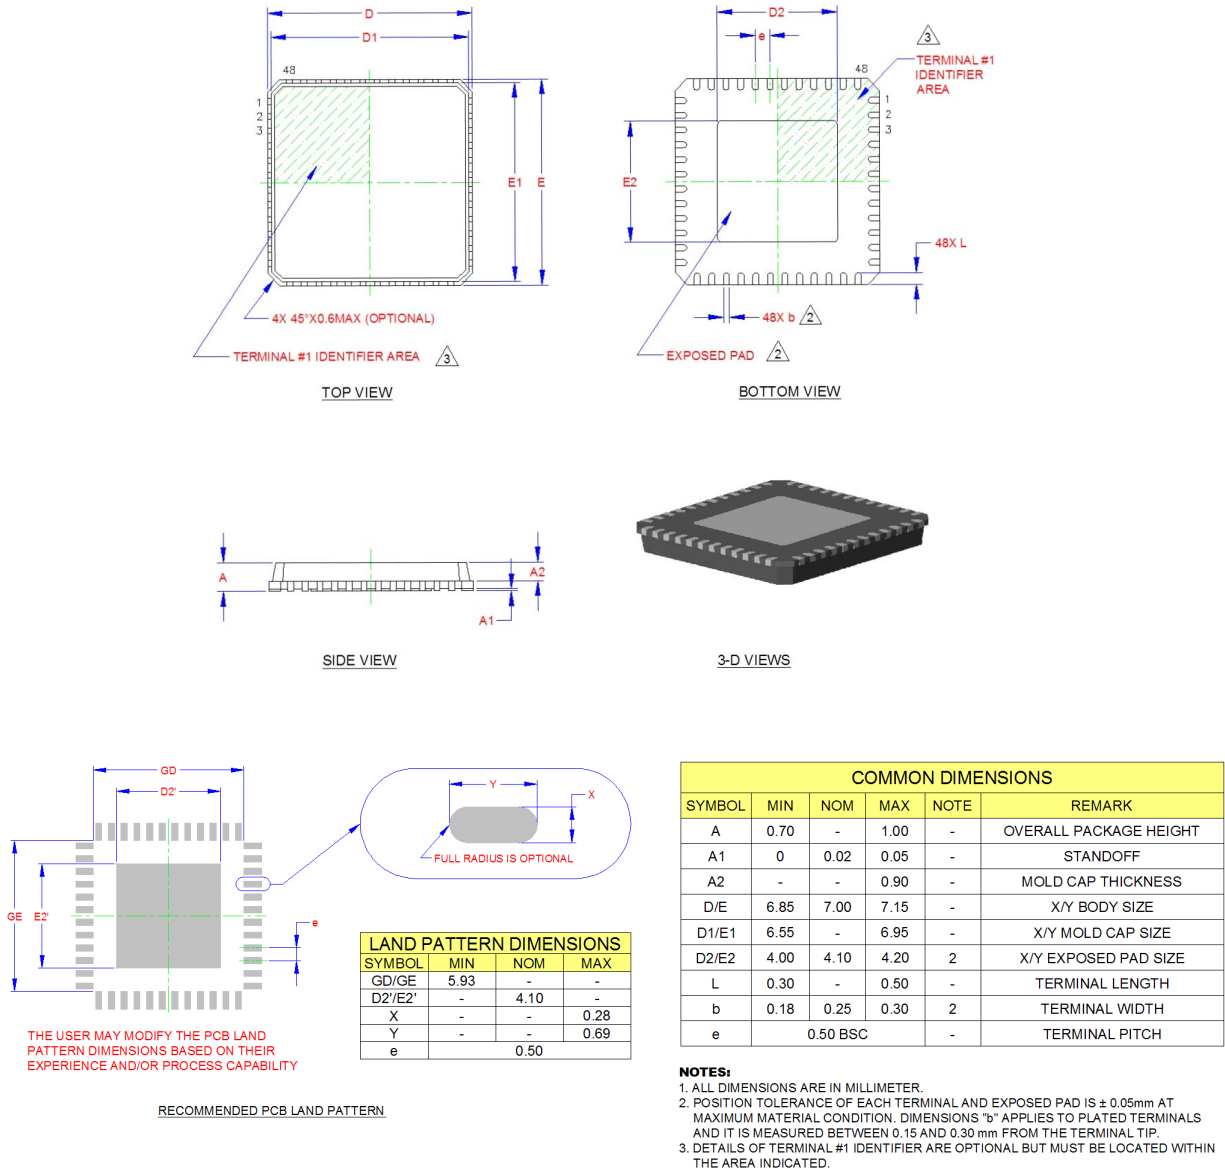 D
D1
48
1
2
3
E1
E
4X 45°X0.6MAX (OPTIONAL)
TERMINAL #1 IDENTIFIER AREA
3
TOP VIEW
D2
e
3
TERMINAL #1
IDENTIFIER
AREA
48
1
2
3
E2
48X L
48X b
2
EXPOSED PAD
2
BOTTOM VIEW
A
A2
A1
SIDE VIEW
3-D VIEWS
GD
D2'
GE
E2'
e
Y
X
FULL RADIUS IS OPTIONAL
THE USER MAY MODIFY THE PCB LAND
PATTERN DIMENSIONS BASED ON THEIR
EXPERIENCE AND/OR PROCESS CAPABILITY
RECOMMENDED PCB LAND PATTERN
LAND PATTERN DIMENSIONS
SYMBOL MIN NOM MAX
GD/GE 5.93 - -
D2'/E2' - 4.10 -
X - - 0.28
Y - - 0.69
e 0.50
COMMON DIMENSIONS
SYMBOL MIN NOM MAX NOTE REMARK
A 0.70 - 1.00 - OVERALL PACKAGE HEIGHT
A1 0 0.02 0.05 - STANDOFF
A2 - - 0.90 - MOLD CAP THICKNESS
D/E 6.85 7.00 7.15 - X/Y BODY SIZE
D1/E1 6.55 - 6.95 - X/Y MOLD CAP SIZE
D2/E2 4.00 4.10 4.20 2 X/Y EXPOSED PAD SIZE
L 0.30 - 0.50 - TERMINAL LENGTH
b 0.18 0.25 0.30 2 TERMINAL WIDTH
e 0.50 BSC - TERMINAL PITCH
NOTES:
1. ALL DIMENSIONS ARE IN MILLIMETER.
2. POSITION TOLERANCE OF EACH TERMINAL AND EXPOSED PAD IS ± 0.05mm AT
MAXIMUM MATERIAL CONDITION. DIMENSIONS "b" APPLIES TO PLATED TERMINALS
AND IT IS MEASURED BETWEEN 0.15 AND 0.30 mm FROM THE TERMINAL TIP.
3. DETAILS OF TERMINAL #1 IDENTIFIER ARE OPTIONAL BUT MUST BE LOCATED WITHIN
THE AREA INDICATED.